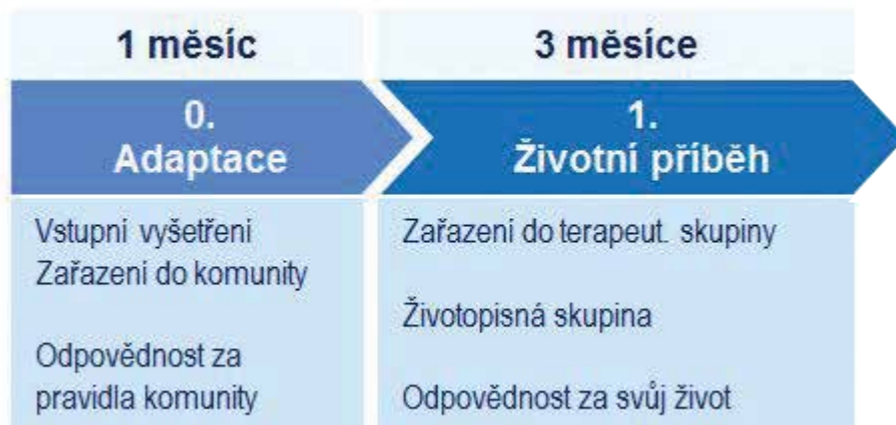 1 měsíc
3 měsíce
0.
Adaptace
1.
Životní příběh
Vstupní vyšetření
Zařazení do komunity
Odpovědnost za
pravidla komunity
Zařazení do terapeut. skupiny
Životopisná skupina
Odpovědnost za svůj život